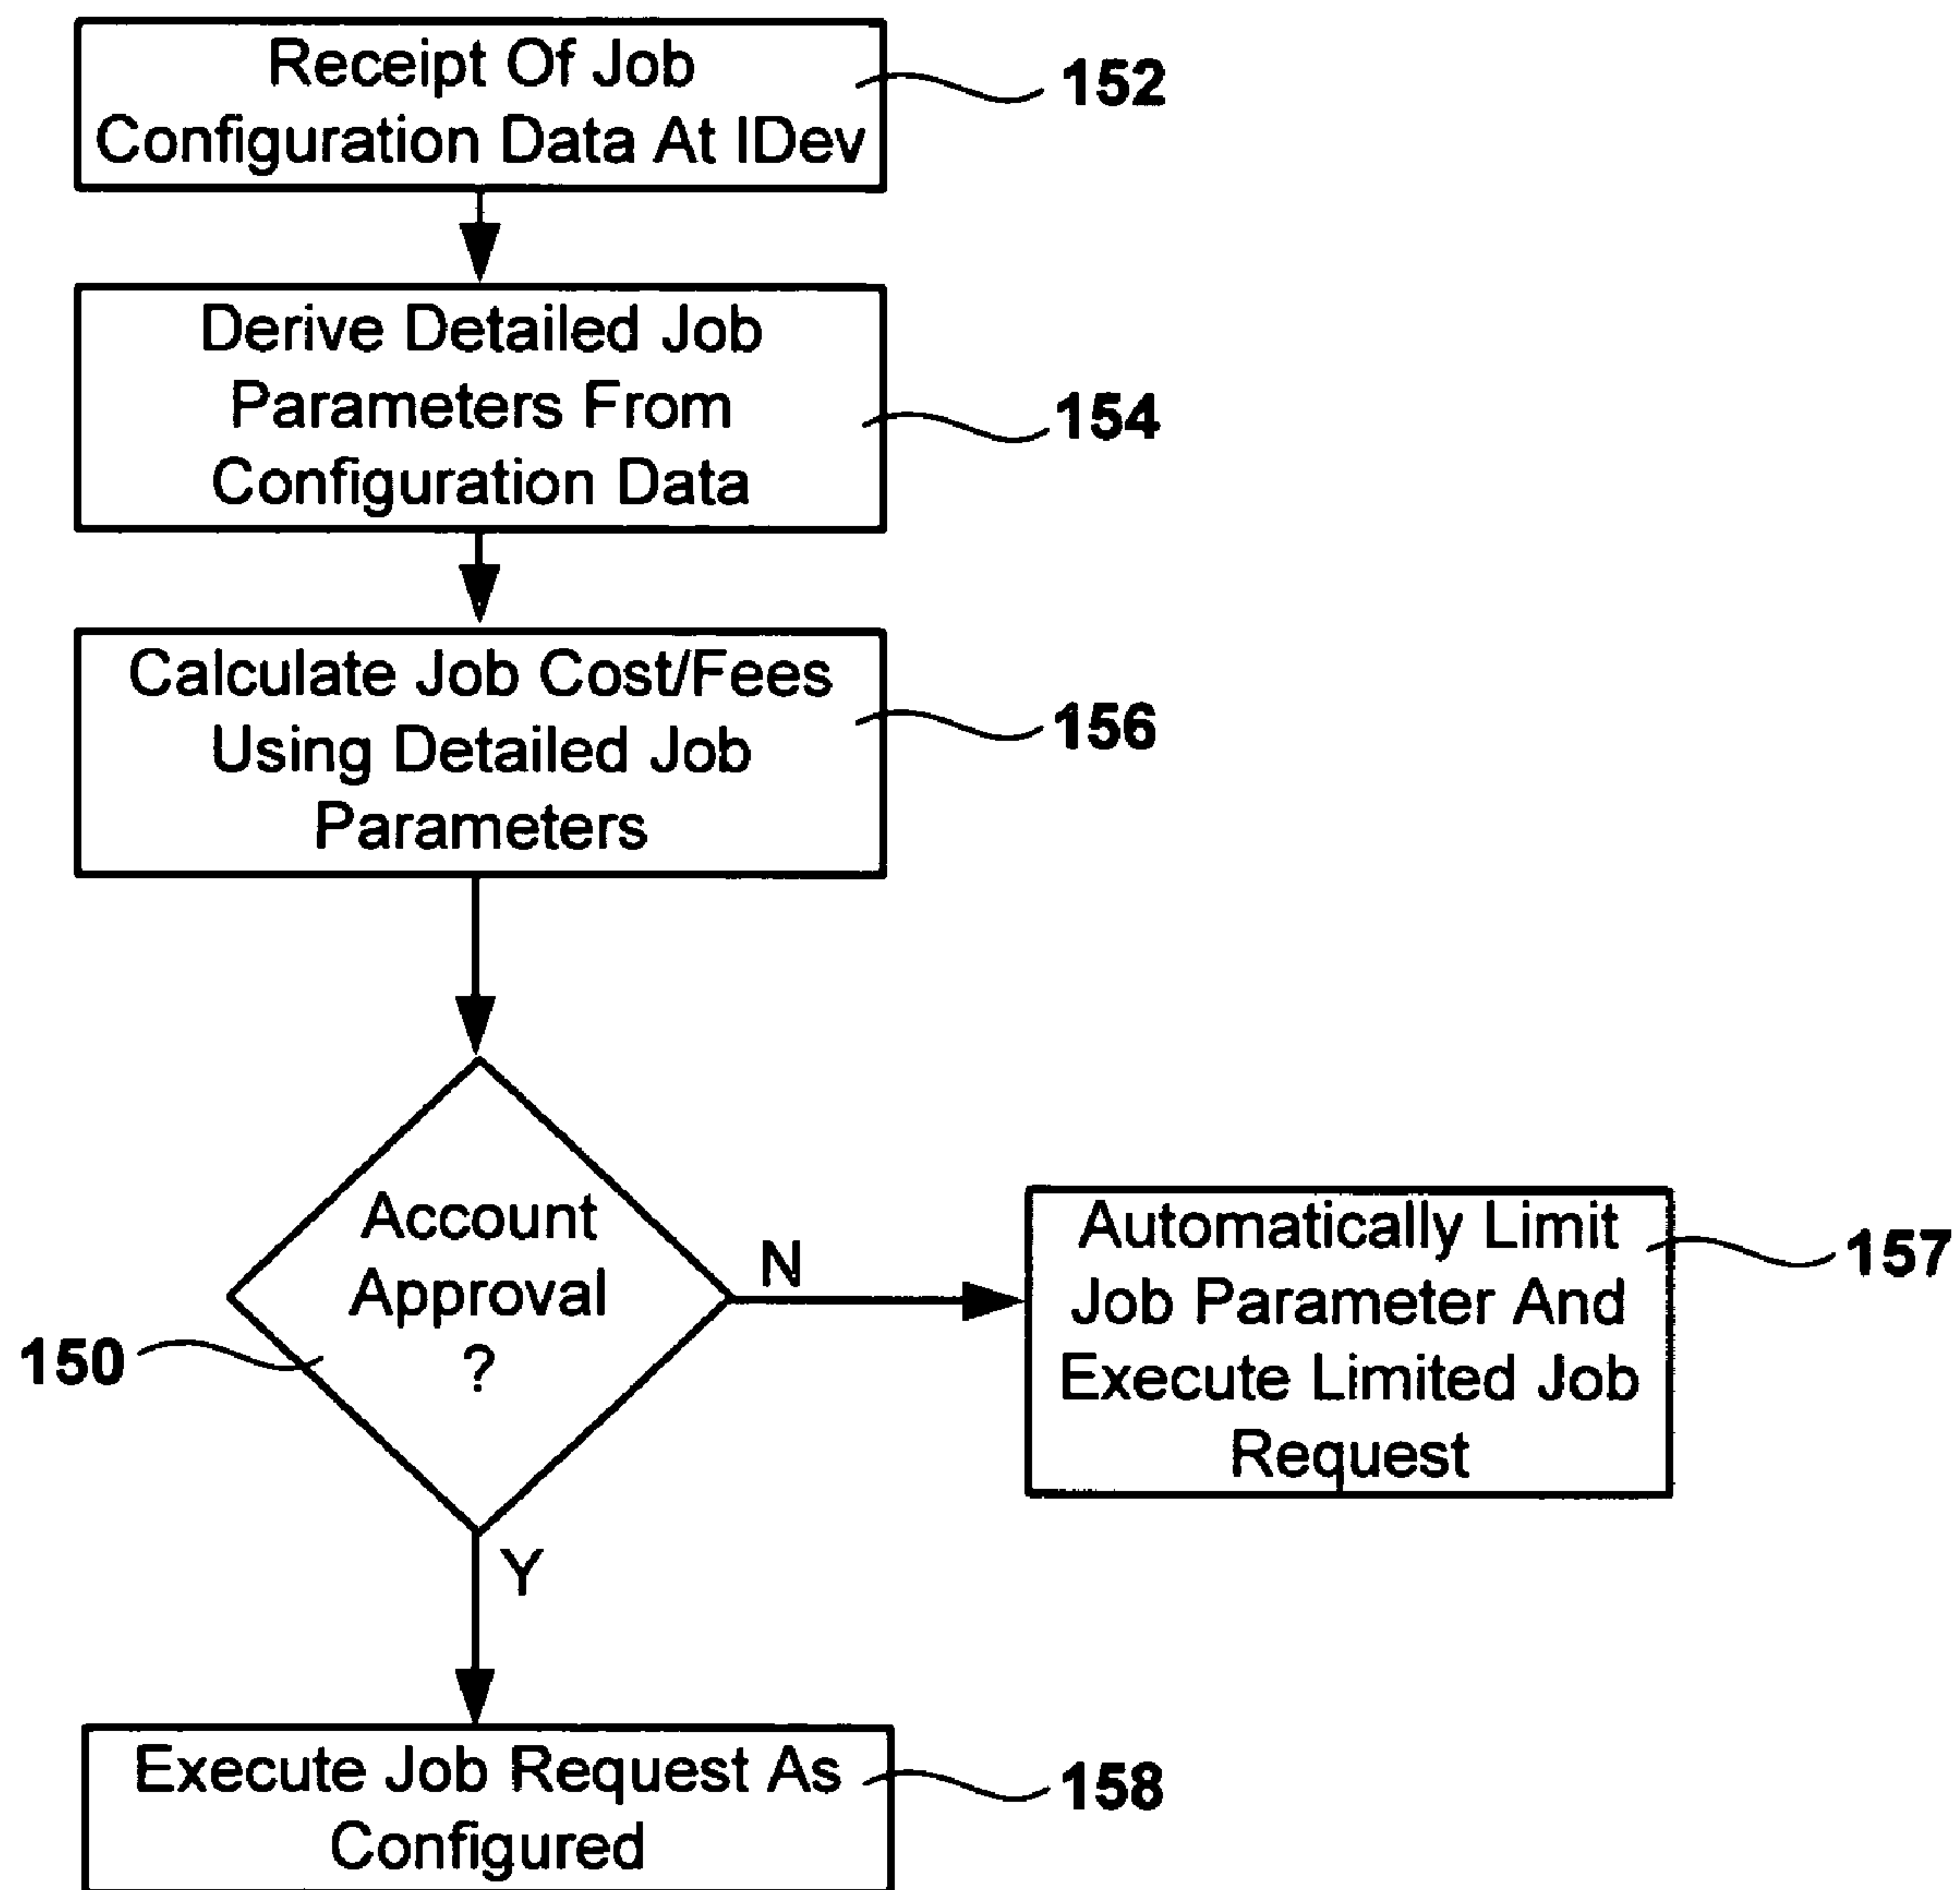 Receipt Of Job
Configuration Data At IDev
152
Derive Detailed Job
Parameters From
Configuration Data
154
Calculate Job Cost/Fees
Using Detailed Job
Parameters
156
Account
Approval
?
150
N
Automatically Limit
Job Parameter And
Execute Limited Job
Request
157
Y
Execute Job Request As
Configured
158